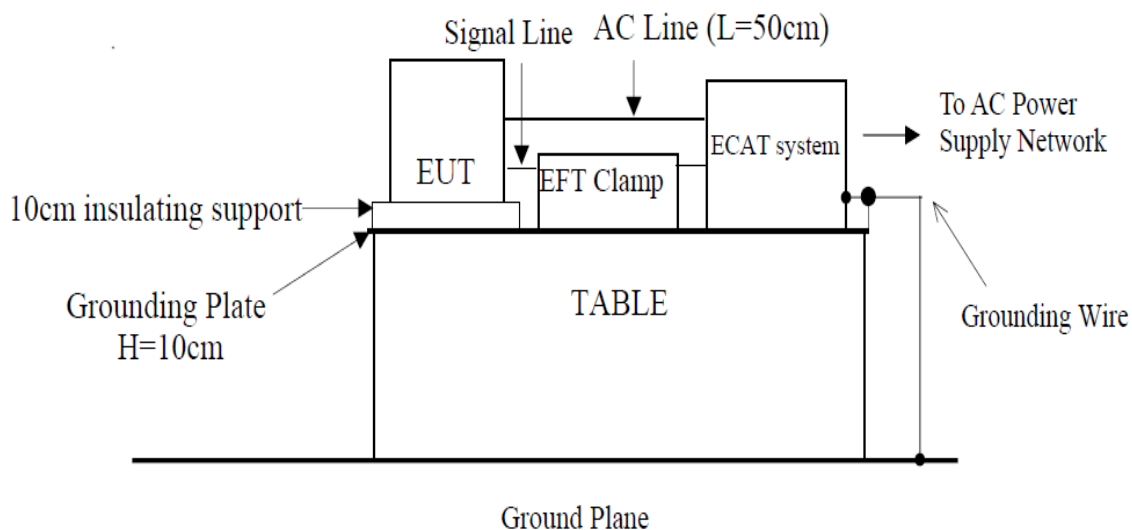 Signal Line
AC Line (L=50cm)
To AC Power
Supply Network
ECAT system
EUT
EFT Clamp
10cm insulating support
Grounding Plate
H=10cm
TABLE
Grounding Wire
Ground Plane